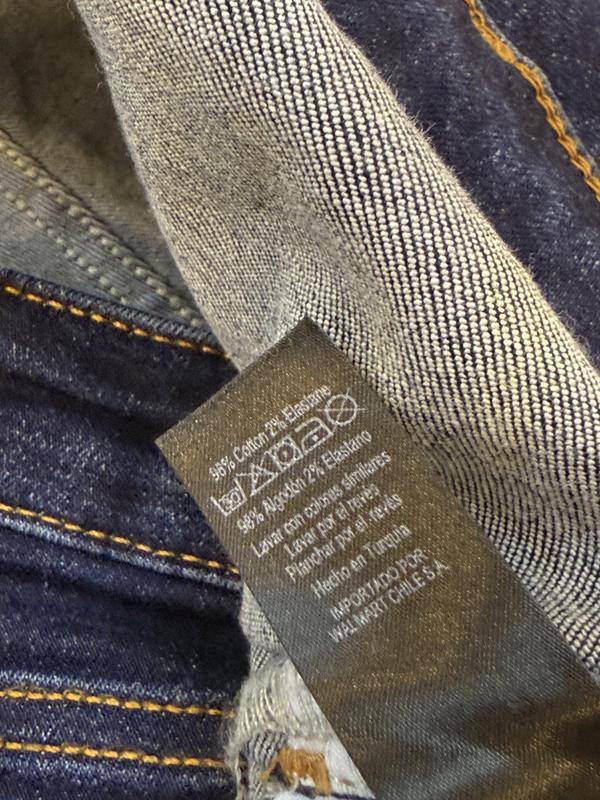 98% Cotton 2% Elastane
98% Algodón 2% Elastano
Lavar con colores similares
Lavar por el revés
Planchar por el revés
Hecho en Turquía
IMPORTADO POR:
WALMART CHILE S.A.